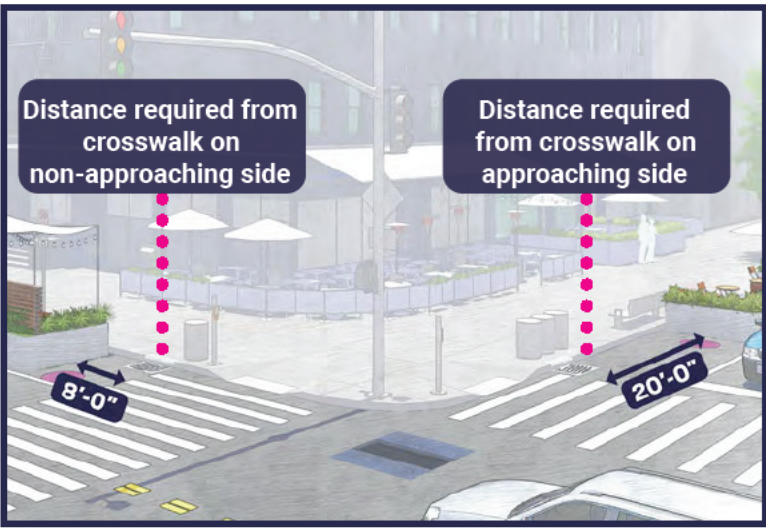 Distance required from
crosswalk on
non-approaching side
Distance required
from crosswalk on
approaching side
8'-0"
20'-0"